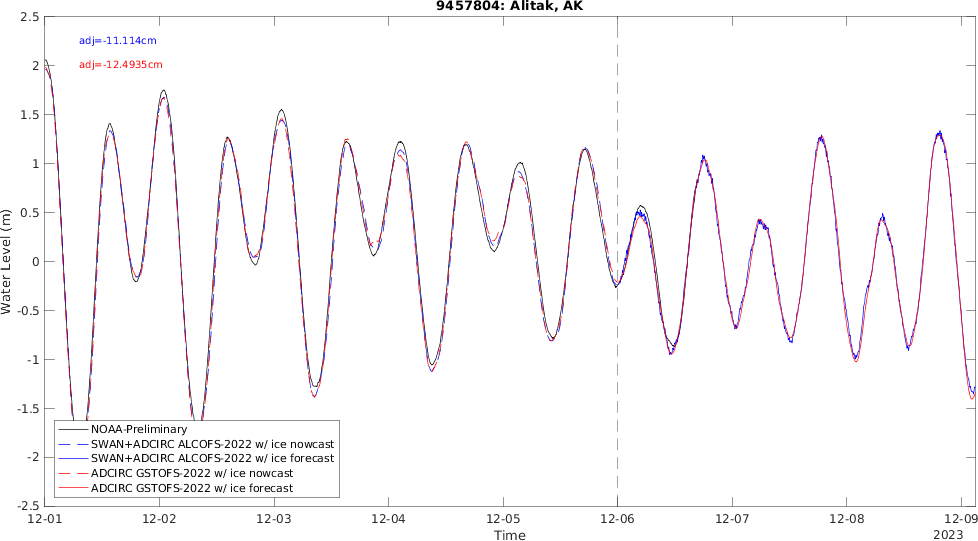 9457804: Alitak, AK
adj=-11.114cm
adj=-12.4935cm
Water Level (m)
2.5
2
1.5
1
0.5
0
-0.5
-1
-1.5
-2
-2.5
NOAA-Preliminary
SWAN+ADCIRC ALCOFS-2022 w/ ice nowcast
SWAN+ADCIRC ALCOFS-2022 w/ ice forecast
ADCIRC GSTOFS-2022 w/ ice nowcast
ADCIRC GSTOFS-2022 w/ ice forecast
12-01 12-02 12-03 12-04 12-05 12-06 12-07 12-08 12-09
Time
2023